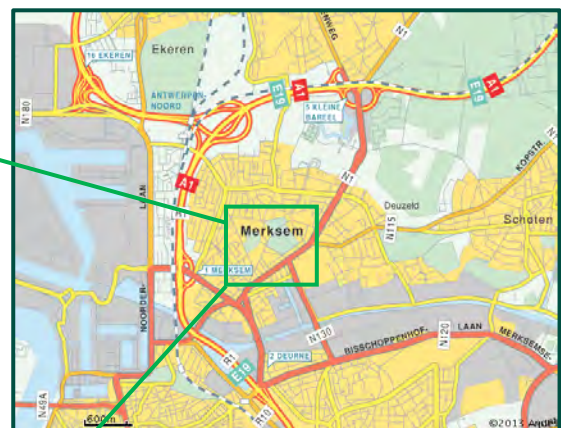 16 EKEREN
Ekeren
ENWEG
N1
A1
E19
A1
E19
ANTWERPEN-
NOORD
5 KLEINE
BAREEL
N180
KOPSTR.
A1
R1
N1
LAAN
Deuzeld
N115
Schoten
Merksem
1 MERKSEM
NOORDER-
N130
BISSCHOPPENHOF-
LAAN
N120
MERKSEMSE-
2 DEURNE
R1
E19
R10
N49A
600m
©2013